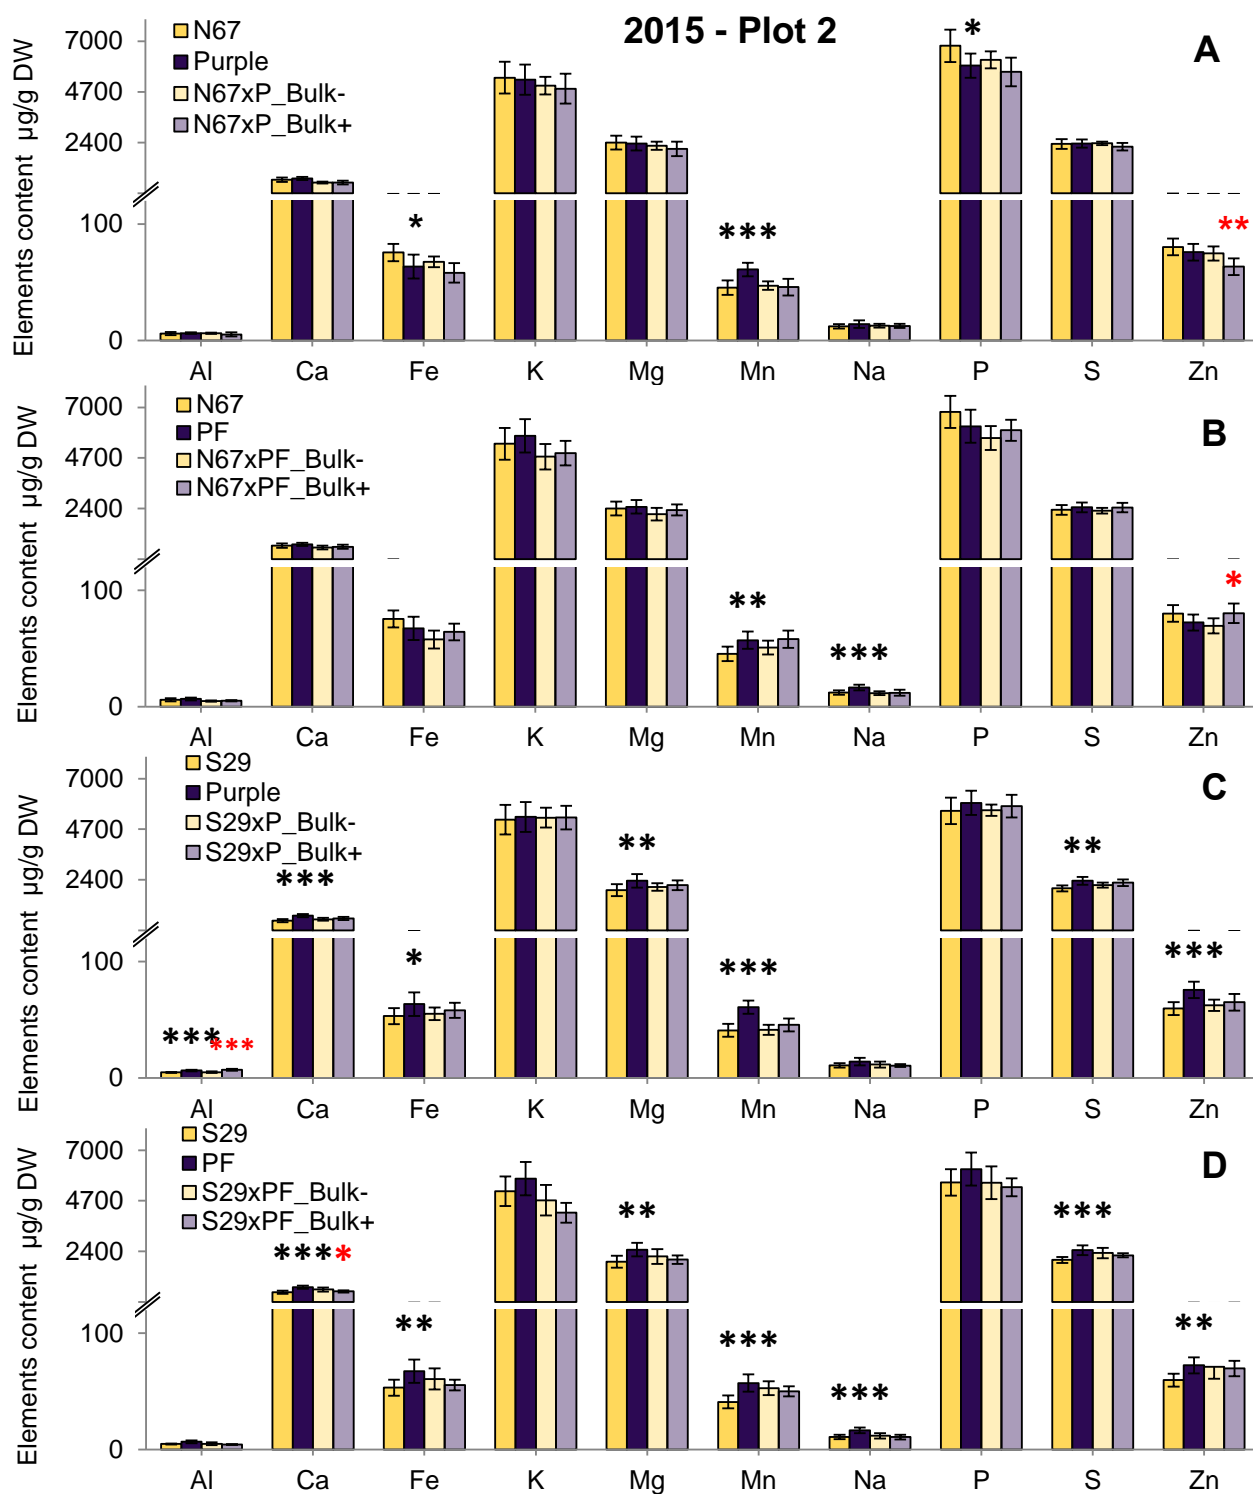 2015 - Plot 2
A
N67
Purple
N67xP_Bulk-
N67xP_Bulk+
Elements content µg/g DW
7000
4700
2400
100
0
*
*
***
**
Al Ca Fe K Mg Mn Na P S Zn
B
N67
PF
N67xPF_Bulk-
N67xPF_Bulk+
Elements content µg/g DW
7000
4700
2400
100
0
**
***
*
Al Ca Fe K Mg Mn Na P S Zn
C
S29
Purple
S29xP_Bulk-
S29xP_Bulk+
Elements content µg/g DW
7000
4700
2400
100
0
***
***
***
*
**
***
**
***
Al Ca Fe K Mg Mn Na P S Zn
D
S29
PF
S29xPF_Bulk-
S29xPF_Bulk+
Elements content µg/g DW
7000
4700
2400
100
0
***
*
**
**
***
***
***
**
Al Ca Fe K Mg Mn Na P S Zn